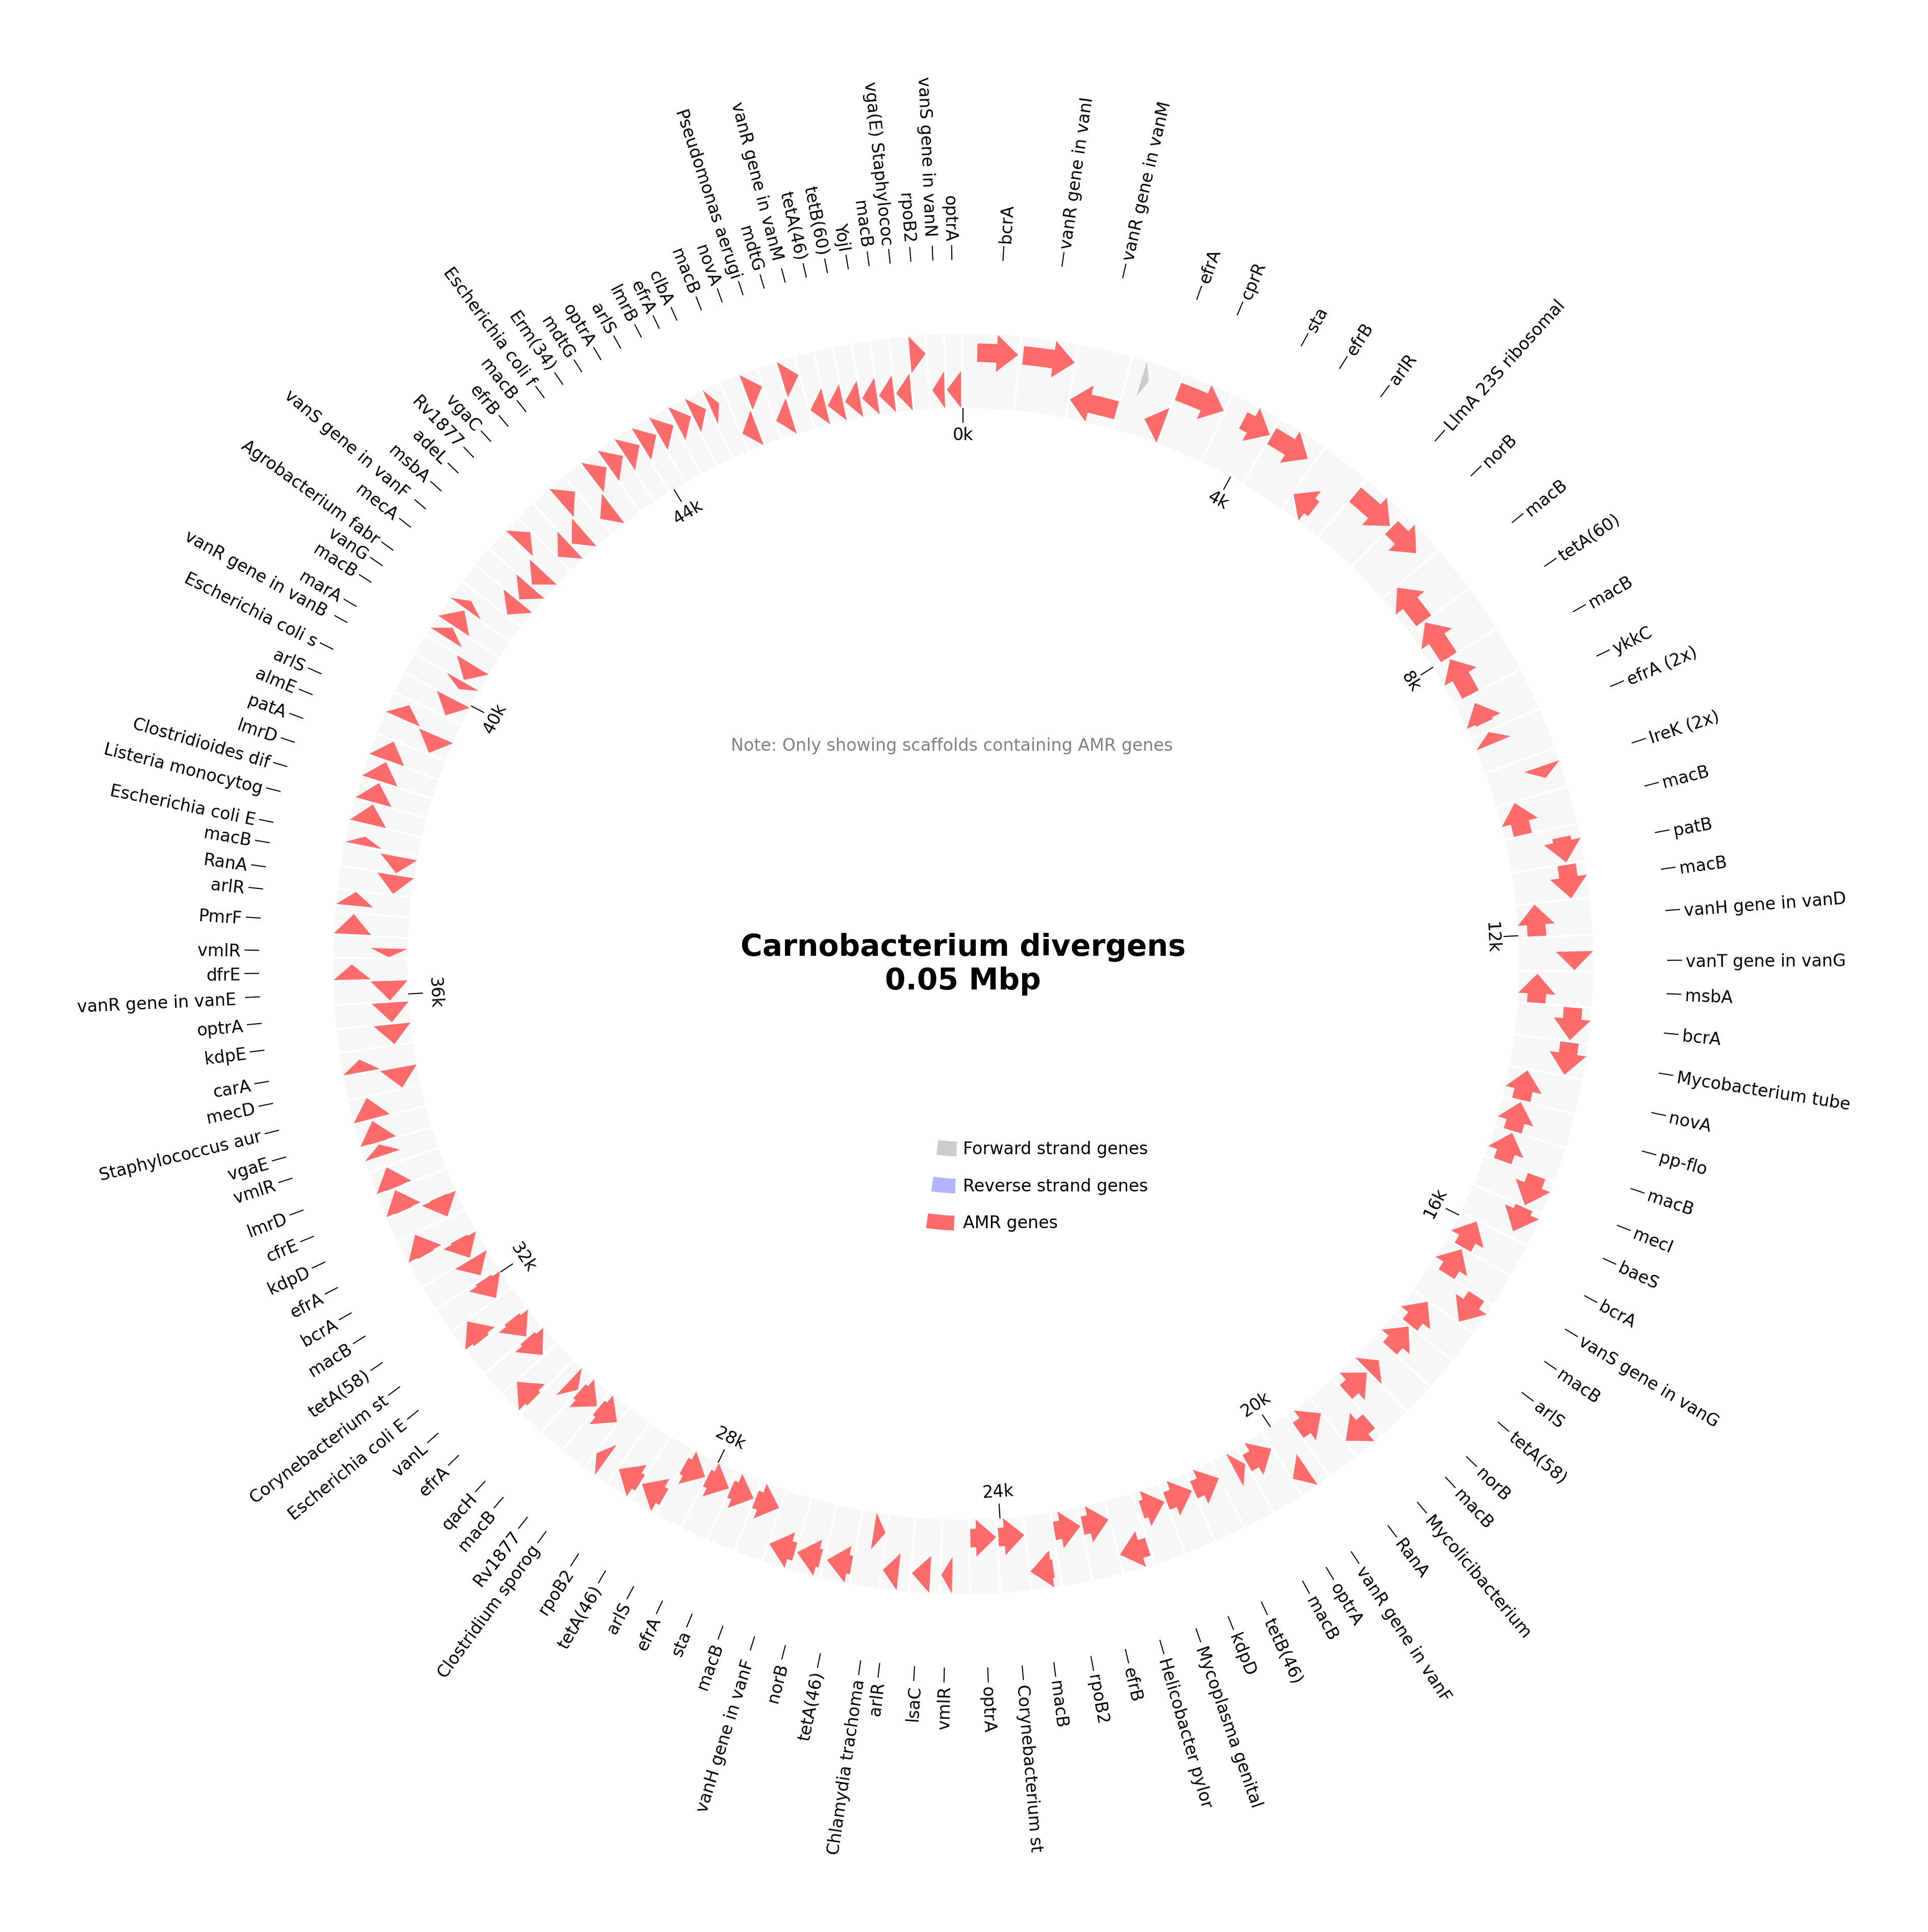 Carnobacterium divergens
0.05 Mbp
Note: Only showing scaffolds containing AMR genes
Forward strand genes
Reverse strand genes
AMR genes
0k
4k
8k
12k
16k
20k
24k
28k
32k
36k
40k
44k
bcrA
vanR gene in vanI
vanR gene in vanM
efrA
cprR
sta
efrB
arlR
LlmA 23S ribosomal
norB
macB
tetA(60)
macB
ykkC
efrA (2x)
IreK (2x)
macB
patB
macB
vanH gene in vanD
vanT gene in vanG
msbA
bcrA
Mycobacterium tube
novA
pp-flo
macB
mecI
baeS
bcrA
vanS gene in vanG
macB
arlS
tetA(58)
norB
macB
Mycolicibacterium
RanA
vanR gene in vanF
optrA
macB
tetB(46)
kdpD
Mycoplasma genital
Helicobacter pylor
efrB
rpoB2
macB
Corynebacterium st
optrA
vmlR
lsaC
arlR
Chlamydia trachoma
tetA(46)
norB
vanH gene in vanF
macB
sta
efrA
arlS
tetA(46)
rpoB2
Clostridium sporog
Rv1877
macB
qacH
efrA
vanL
Escherichia coli E
Corynebacterium st
tetA(58)
macB
bcrA
efrA
kdpD
cfrE
lmrD
vmlR
vgaE
Staphylococcus aur
mecD
carA
kdpE
optrA
vanR gene in vanE
dfrE
vmlR
PmrF
arlR
RanA
macB
Escherichia coli E
Listeria monocytog
Clostridioides dif
lmrD
patA
almE
arlS
Escherichia coli s
vanR gene in vanB
marA
macB
vanG
Agrobacterium fabr
mecA
vanS gene in vanF
msbA
adeL
Rv1877
vgaC
efrB
macB
Escherichia coli f
Erm(34)
mdtG
optrA
arlS
lmrB
efrA
clbA
macB
novA
Pseudomonas aerugi
mdtG
vanR gene in vanM
tetA(46)
tetB(60)
YojI
macB
vga(E) Staphylococ
rpoB2
vanS gene in vanN
optrA